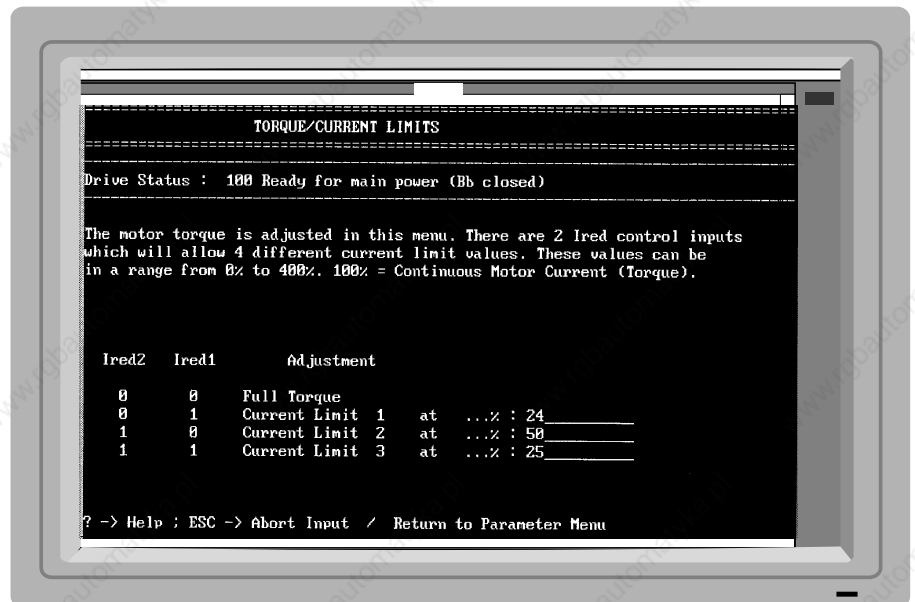 TORQUE/CURRENT LIMITS
Drive Status : 100 Ready for main power (Bb closed)
The motor torque is adjusted in this menu. There are 2 Ired control inputs
which will allow 4 different current limit values. These values can be
in a range from 0% to 400%. 100% = Continuous Motor Current (Torque).
Ired2 Ired1 Adjustment
0 0 Full Torque
0 1 Current Limit 1 at ...% : 24
1 0 Current Limit 2 at ...% : 50
1 1 Current Limit 3 at ...% : 25
? -> Help ; ESC -> Abort Input / Return to Parameter Menu